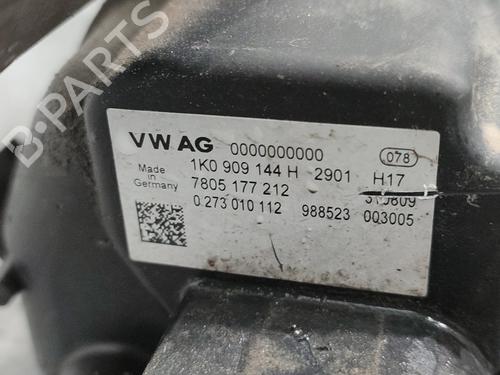 VW AG 0000000000 078
Made in Germany
1K0 909 144 H 2901 H17
7805 177 212 310809
0 273 010 112 988523 003005
B-Parts